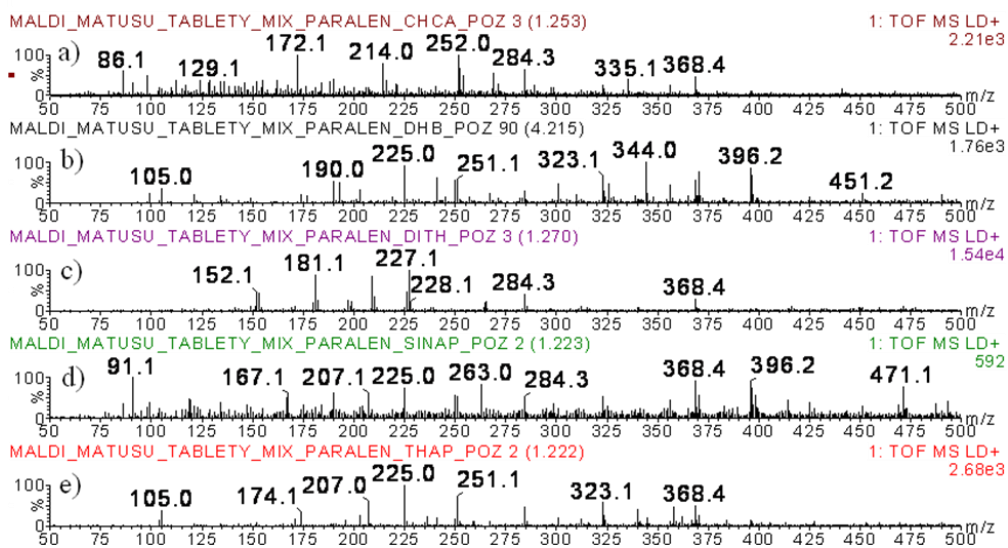 MALDI_MATUSU_TABLETY_MIX_PARALEN_CHCA_POZ 3 (1.253) 1: TOF MS LD+
2.21e3
100 % 0 a) 86.1 129.1 172.1 214.0 252.0 284.3 335.1 368.4
50 75 100 125 150 175 200 225 250 275 300 325 350 375 400 425 450 475 500 m/z
MALDI_MATUSU_TABLETY_MIX_PARALEN_DHB_POZ 90 (4.215) 1: TOF MS LD+
1.76e3
100 % 0 b) 105.0 190.0 225.0 251.1 323.1 344.0 396.2 451.2
50 75 100 125 150 175 200 225 250 275 300 325 350 375 400 425 450 475 500 m/z
MALDI_MATUSU_TABLETY_MIX_PARALEN_DITH_POZ 3 (1.270) 1: TOF MS LD+
1.54e4
100 % 0 c) 152.1 181.1 227.1 228.1 284.3 368.4
50 75 100 125 150 175 200 225 250 275 300 325 350 375 400 425 450 475 500 m/z
MALDI_MATUSU_TABLETY_MIX_PARALEN_SINAP_POZ 2 (1.223) 1: TOF MS LD+
592
100 % 0 d) 91.1 167.1 207.1 225.0 263.0 284.3 368.4 396.2 471.1
50 75 100 125 150 175 200 225 250 275 300 325 350 375 400 425 450 475 500 m/z
MALDI_MATUSU_TABLETY_MIX_PARALEN_THAP_POZ 2 (1.222) 1: TOF MS LD+
2.68e3
100 % 0 e) 105.0 174.1 207.0 225.0 251.1 323.1 368.4
50 75 100 125 150 175 200 225 250 275 300 325 350 375 400 425 450 475 500 m/z